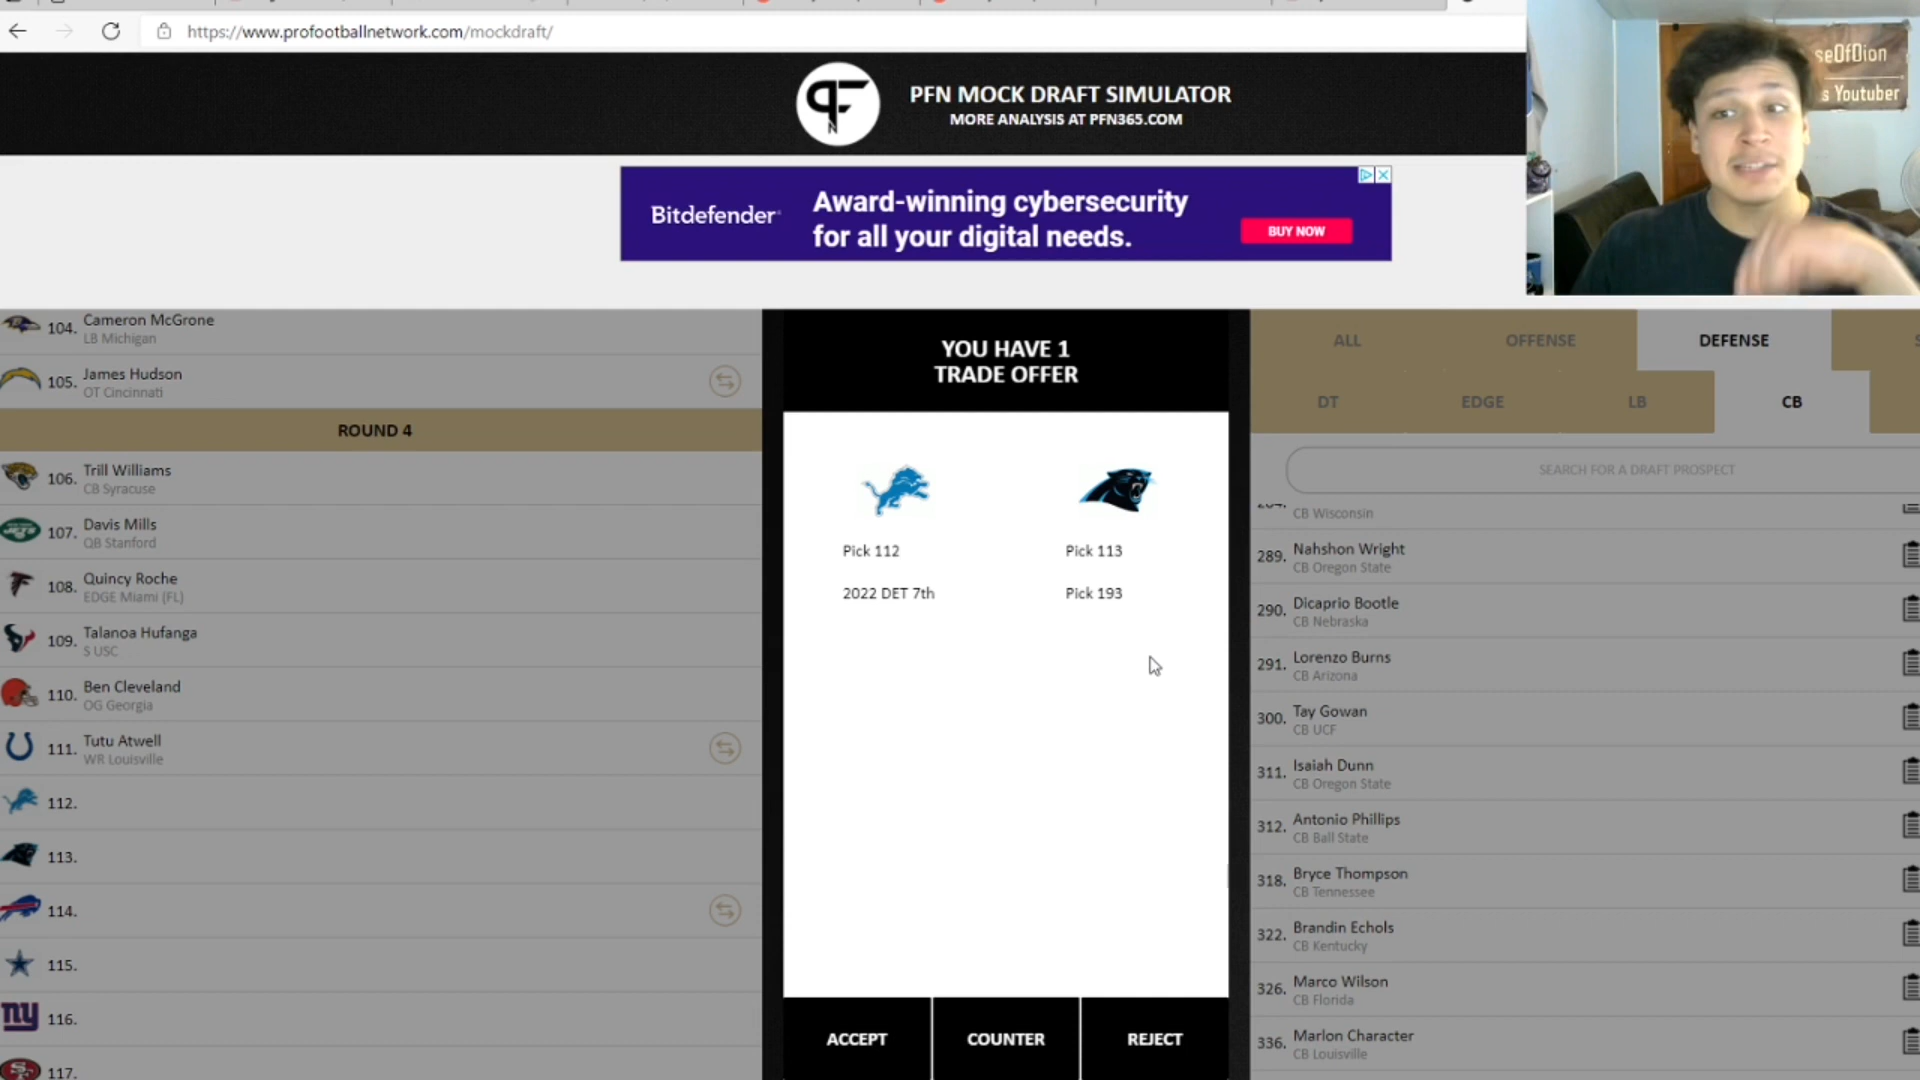 https://www.profootballnetwork.com/mockdraft/
seOfDion
s Youtuber
PFN MOCK DRAFT SIMULATOR
MORE ANALYSIS AT PFN365.COM
Bitdefender
Award-winning cybersecurity
for all your digital needs.
BUY NOW
104. Cameron McGrone
LB Michigan
105. James Hudson
OT Cincinnati
ROUND 4
106. Trill Williams
CB Syracuse
107. Davis Mills
QB Stanford
108. Quincy Roche
EDGE Miami (FL)
109. Talanoa Hufanga
S USC
110. Ben Cleveland
OG Georgia
111. Tutu Atwell
WR Louisville
112.
113.
114.
115.
116.
117.
YOU HAVE 1
TRADE OFFER
Pick 112 Pick 113
2022 DET 7th Pick 193
ACCEPT COUNTER REJECT
ALL OFFENSE DEFENSE
DT EDGE LB CB
SEARCH FOR A DRAFT PROSPECT
CB Wisconsin
289. Nahshon Wright
CB Oregon State
290. Dicaprio Bootle
CB Nebraska
291. Lorenzo Burns
CB Arizona
300. Tay Gowan
CB UCF
311. Isaiah Dunn
CB Oregon State
312. Antonio Phillips
CB Ball State
318. Bryce Thompson
CB Tennessee
322. Brandin Echols
CB Kentucky
326. Marco Wilson
CB Florida
336. Marlon Character
CB Louisville